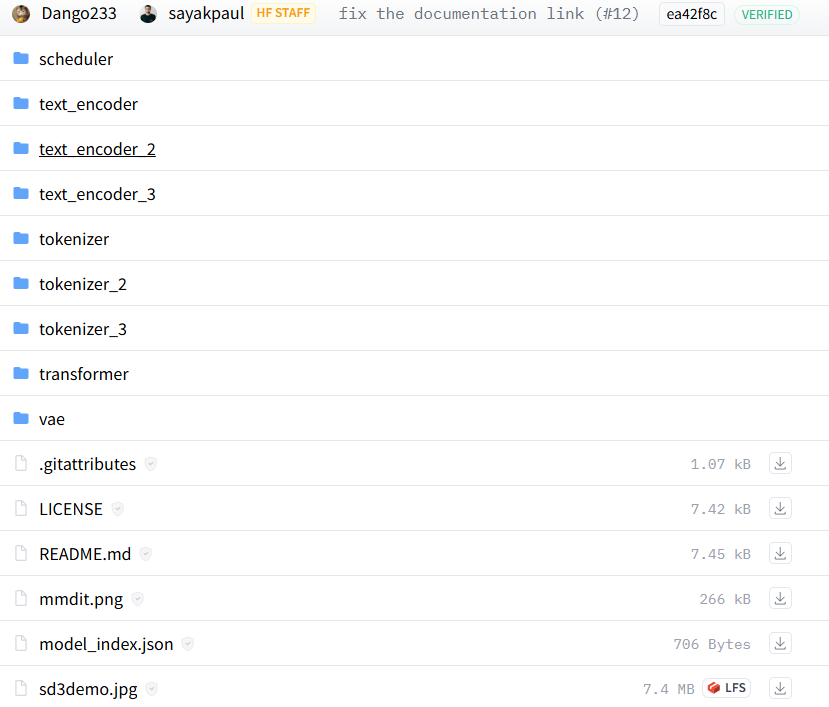 Dango233 sayakpaul HF STAFF fix the documentation link (#12) ea42f8c VERIFIED
scheduler
text_encoder
text_encoder_2
text_encoder_3
tokenizer
tokenizer_2
tokenizer_3
transformer
vae
.gitattributes 1.07 kB
LICENSE 7.42 kB
README.md 7.45 kB
mmdit.png 266 kB
model_index.json 706 Bytes
sd3demo.jpg 7.4 MB LFS